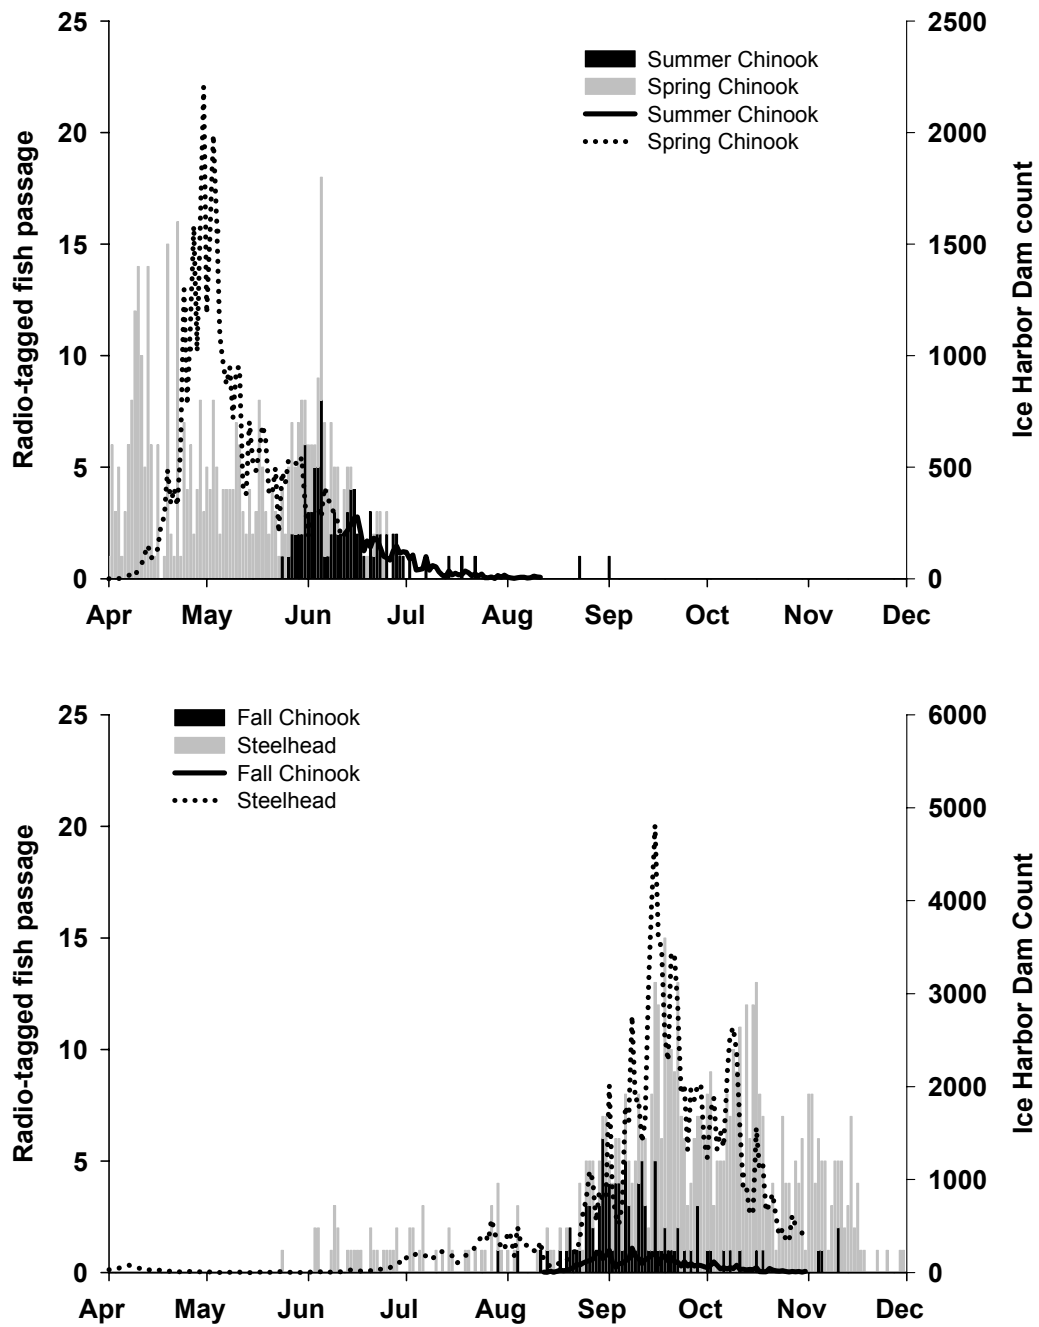 25
20
15
10
5
0
Radio-tagged fish passage
2500
2000
1500
1000
500
0
Ice Harbor Dam count
Summer Chinook
Spring Chinook
Summer Chinook
Spring Chinook
Apr May Jun Jul Aug Sep Oct Nov Dec
25
20
15
10
5
0
Radio-tagged fish passage
6000
5000
4000
3000
2000
1000
0
Ice Harbor Dam Count
Fall Chinook
Steelhead
Fall Chinook
Steelhead
Apr May Jun Jul Aug Sep Oct Nov Dec